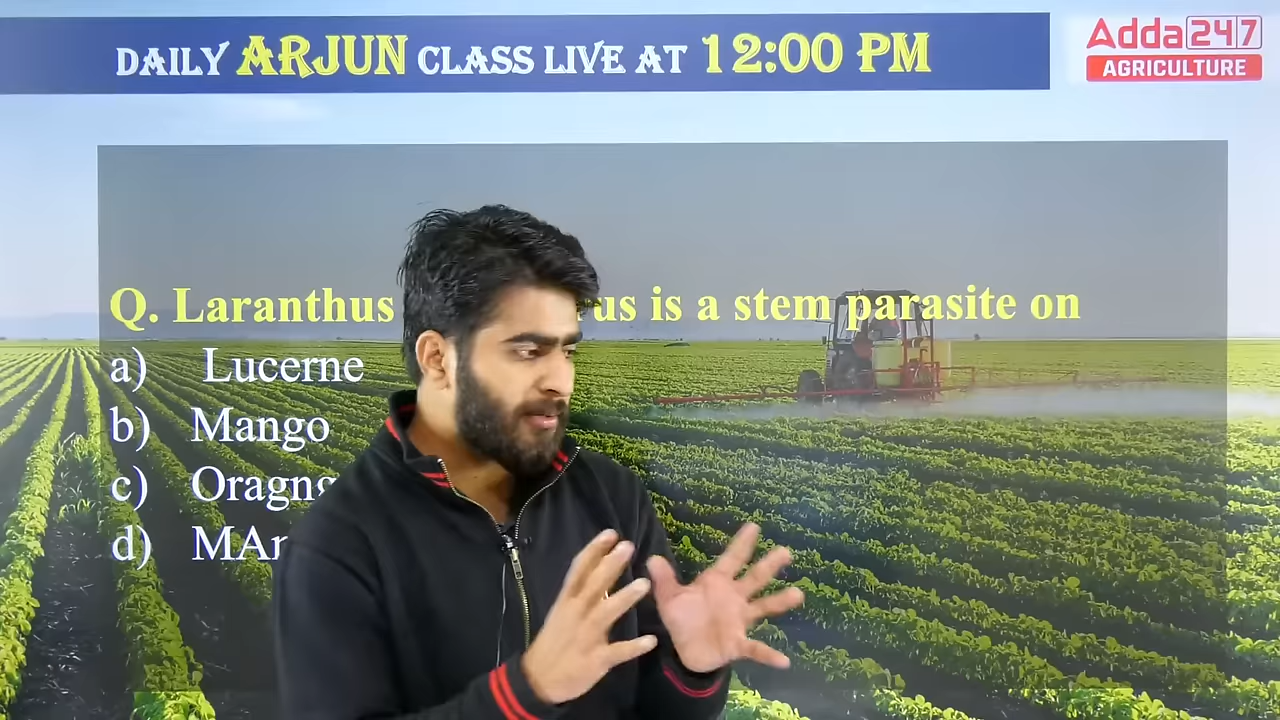 DAILY ARJUN CLASS LIVE AT 12:00 PM
Adda247
AGRICULTURE
Q. Laranthus us is a stem parasite on
a) Lucerne
b) Mango
c) Oragng
d) MAr